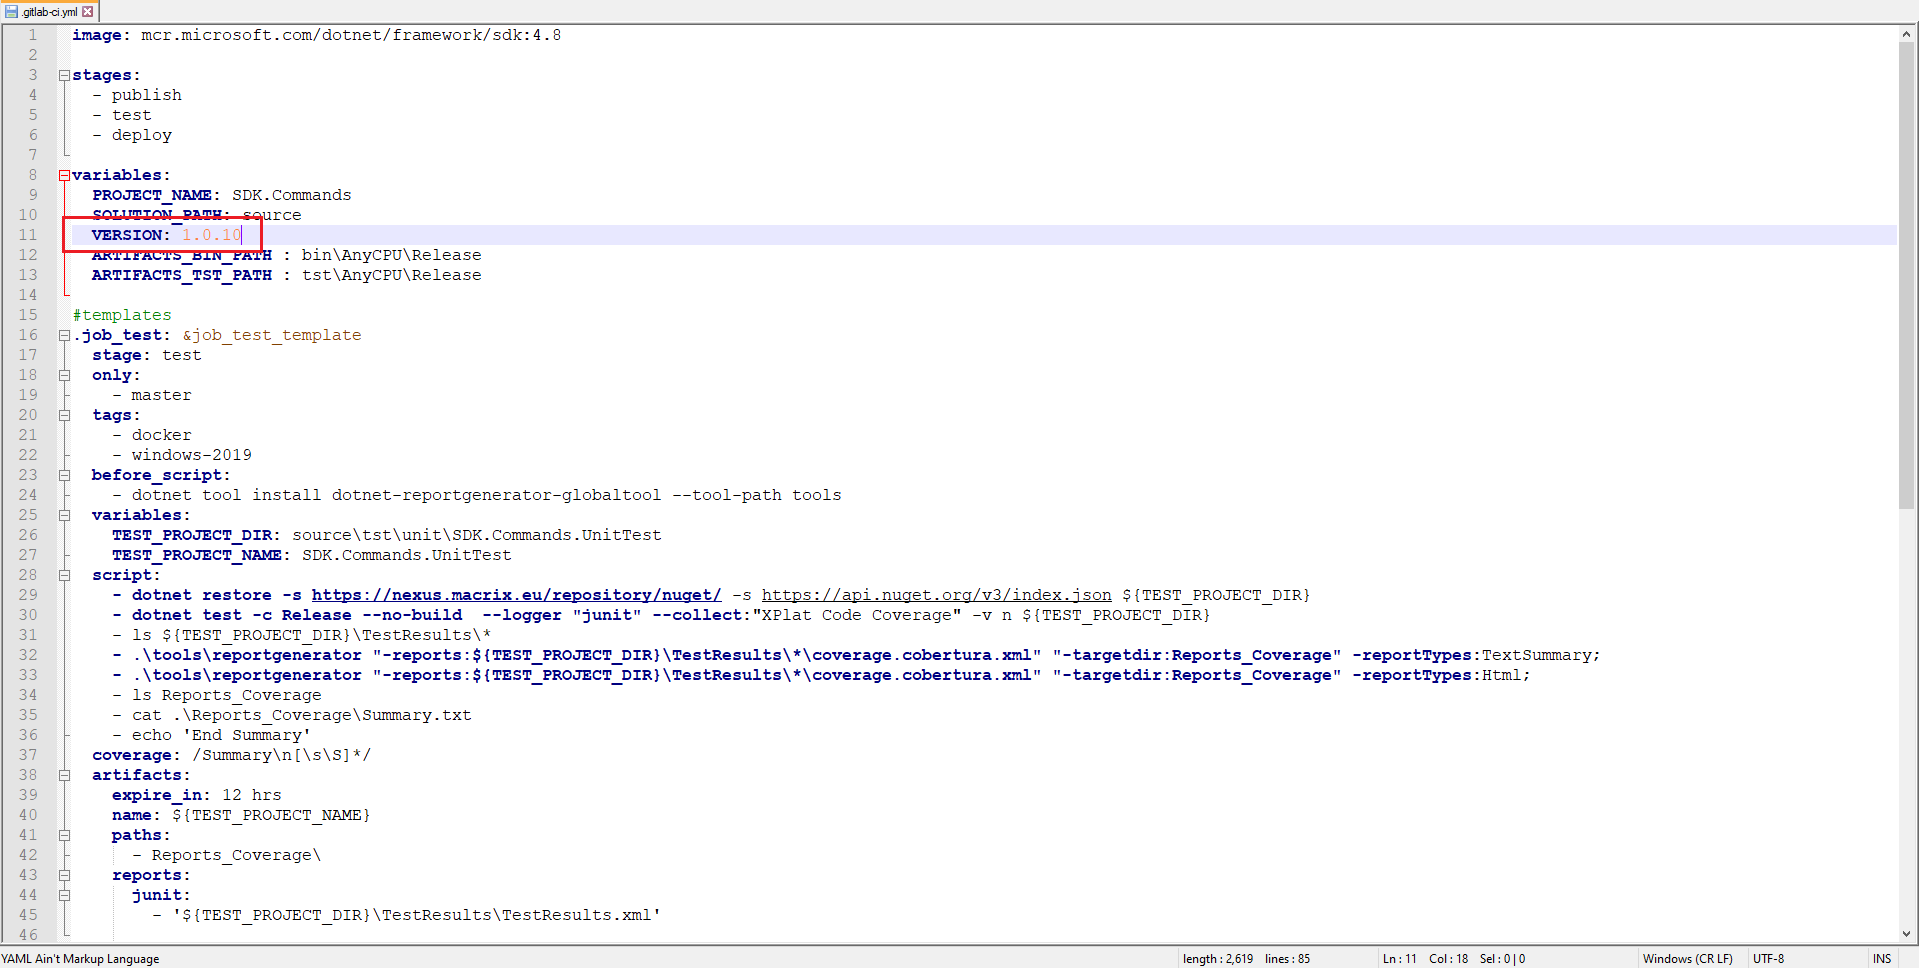 .gitlab-ci.yml
1 image: mcr.microsoft.com/dotnet/framework/sdk:4.8
2
3 stages:
4   - publish
5   - test
6   - deploy
7
8 variables:
9   PROJECT_NAME: SDK.Commands
10   SOLUTION_PATH: source
11   VERSION: 1.0.10
12   ARTIFACTS_BIN_PATH : bin\AnyCPU\Release
13   ARTIFACTS_TST_PATH : tst\AnyCPU\Release
14
15 #templates
16 .job_test: &job_test_template
17   stage: test
18   only:
19     - master
20   tags:
21     - docker
22     - windows-2019
23   before_script:
24     - dotnet tool install dotnet-reportgenerator-globaltool --tool-path tools
25   variables:
26     TEST_PROJECT_DIR: source\tst\unit\SDK.Commands.UnitTest
27     TEST_PROJECT_NAME: SDK.Commands.UnitTest
28   script:
29     - dotnet restore -s https://nexus.macrix.eu/repository/nuget/ -s https://api.nuget.org/v3/index.json ${TEST_PROJECT_DIR}
30     - dotnet test -c Release --no-build  --logger "junit" --collect:"XPlat Code Coverage" -v n ${TEST_PROJECT_DIR}
31     - ls ${TEST_PROJECT_DIR}\TestResults\*
32     - .\tools\reportgenerator "-reports:${TEST_PROJECT_DIR}\TestResults\*\coverage.cobertura.xml" "-targetdir:Reports_Coverage" -reportTypes:TextSummary;
33     - .\tools\reportgenerator "-reports:${TEST_PROJECT_DIR}\TestResults\*\coverage.cobertura.xml" "-targetdir:Reports_Coverage" -reportTypes:Html;
34     - ls Reports_Coverage
35     - cat .\Reports_Coverage\Summary.txt
36     - echo 'End Summary'
37   coverage: /Summary\n[\s\S]*/
38   artifacts:
39     expire_in: 12 hrs
40     name: ${TEST_PROJECT_NAME}
41     paths:
42       - Reports_Coverage\
43     reports:
44       junit:
45         - '${TEST_PROJECT_DIR}\TestResults\TestResults.xml'
46
YAML Ain't Markup Language length : 2,619 lines : 85 Ln : 11 Col : 18 Sel : 0 | 0 Windows (CR LF) UTF-8 INS